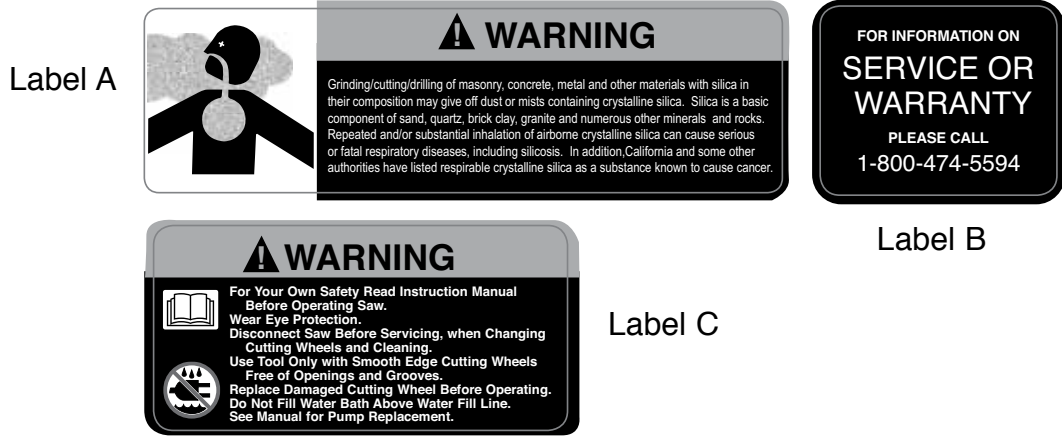 Label A
WARNING
Grinding/cutting/drilling of masonry, concrete, metal and other materials with silica in
their composition may give off dust or mists containing crystalline silica. Silica is a basic
component of sand, quartz, brick clay, granite and numerous other minerals and rocks.
Repeated and/or substantial inhalation of airborne crystalline silica can cause serious
or fatal respiratory diseases, including silicosis. In addition,California and some other
authorities have listed respirable crystalline silica as a substance known to cause cancer.
FOR INFORMATION ON
SERVICE OR
WARRANTY
PLEASE CALL
1-800-474-5594
Label B
WARNING
For Your Own Safety Read Instruction Manual
Before Operating Saw.
Wear Eye Protection.
Disconnect Saw Before Servicing, when Changing
Cutting Wheels and Cleaning.
Use Tool Only with Smooth Edge Cutting Wheels
Free of Openings and Grooves.
Replace Damaged Cutting Wheel Before Operating.
Do Not Fill Water Bath Above Water Fill Line.
See Manual for Pump Replacement.
Label C